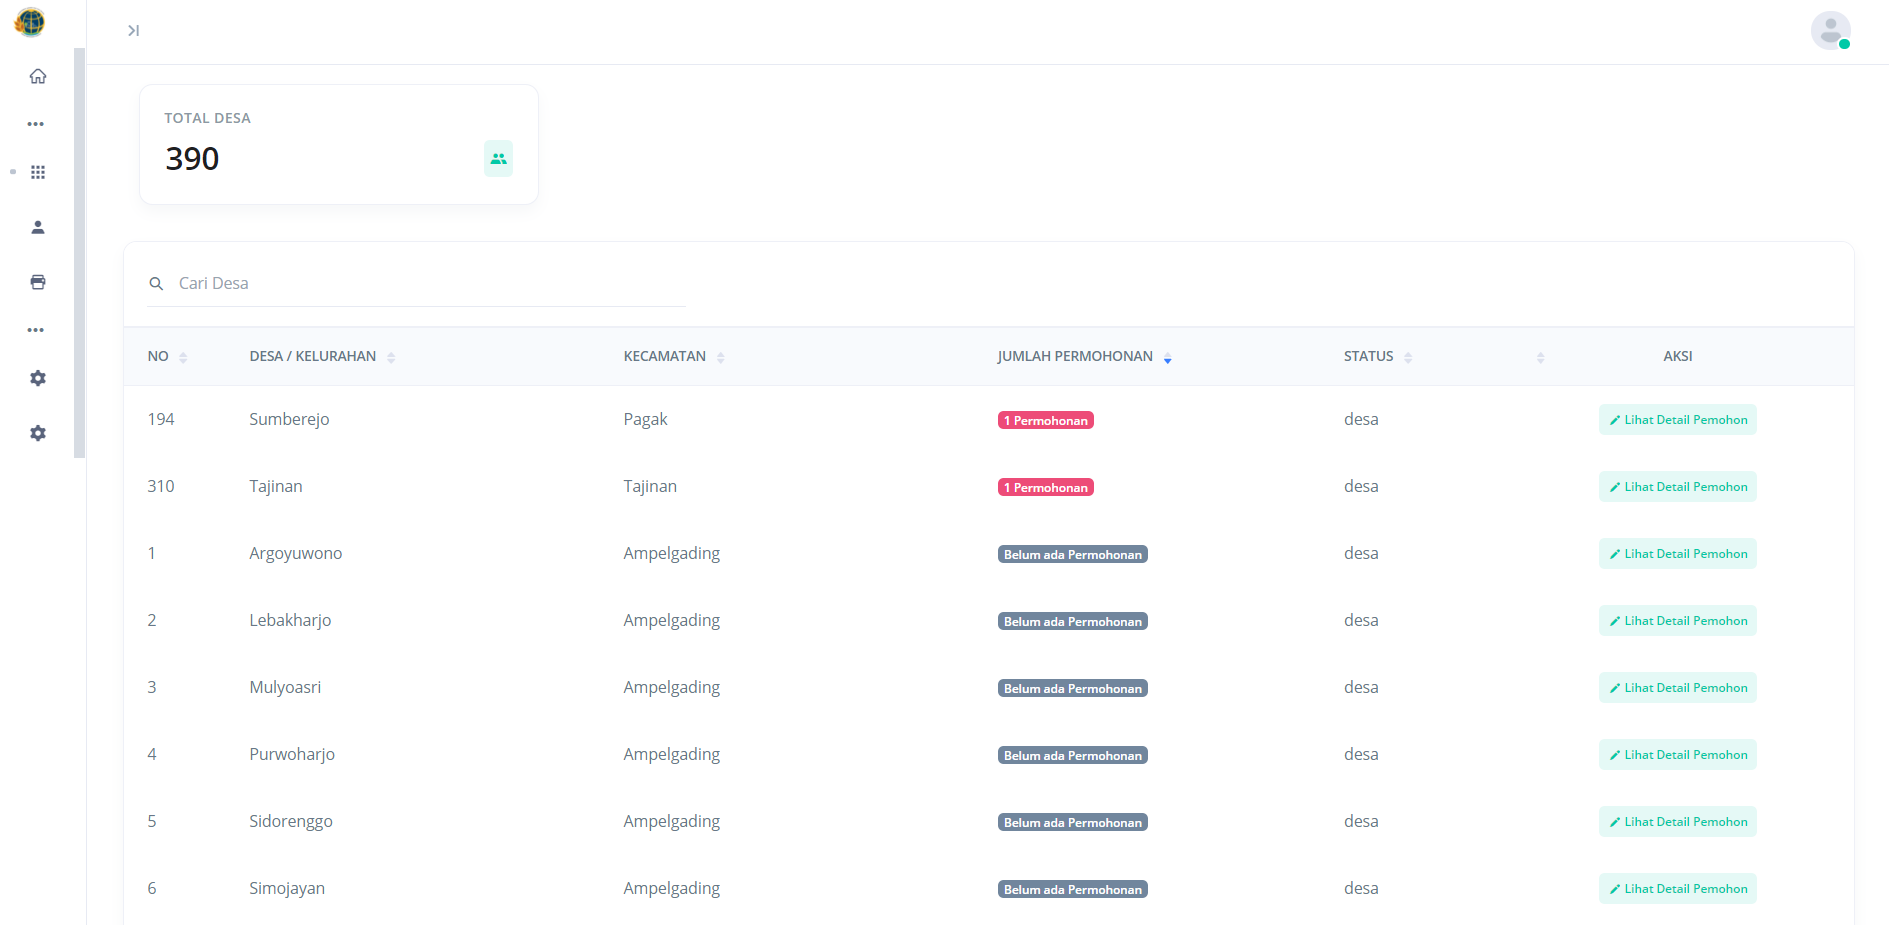 TOTAL DESA
390
Cari Desa
NO DESA / KELURAHAN KECAMATAN JUMLAH PERMOHONAN STATUS AKSI
194 Sumberejo Pagak 1 Permohonan desa Lihat Detail Pemohon
310 Tajinan Tajinan 1 Permohonan desa Lihat Detail Pemohon
1 Argoyuwono Ampelgading Belum ada Permohonan desa Lihat Detail Pemohon
2 Lebakharjo Ampelgading Belum ada Permohonan desa Lihat Detail Pemohon
3 Mulyoasri Ampelgading Belum ada Permohonan desa Lihat Detail Pemohon
4 Purwoharjo Ampelgading Belum ada Permohonan desa Lihat Detail Pemohon
5 Sidorenggo Ampelgading Belum ada Permohonan desa Lihat Detail Pemohon
6 Simojayan Ampelgading Belum ada Permohonan desa Lihat Detail Pemohon